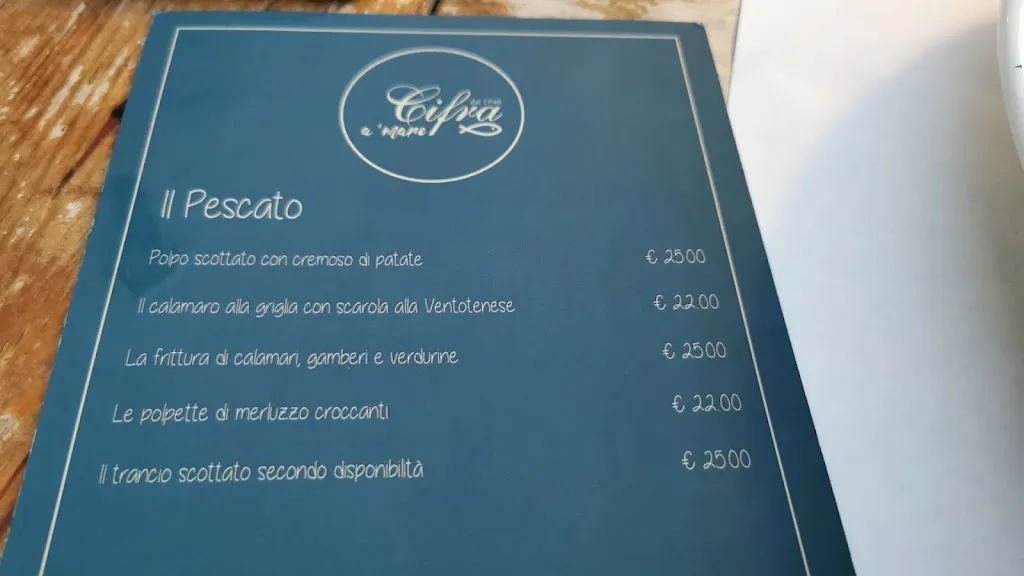 Cifra
a 'mare
Il Pescato
Polpo scottato con cremoso di patate € 25.00
Il calamaro alla griglia con scarola alla Ventotenese € 22.00
La frittura di calamari, gamberi e verdurine € 25.00
Le polpette di merluzzo croccanti € 22.00
Il trancio scottato secondo disponibilità € 25.00